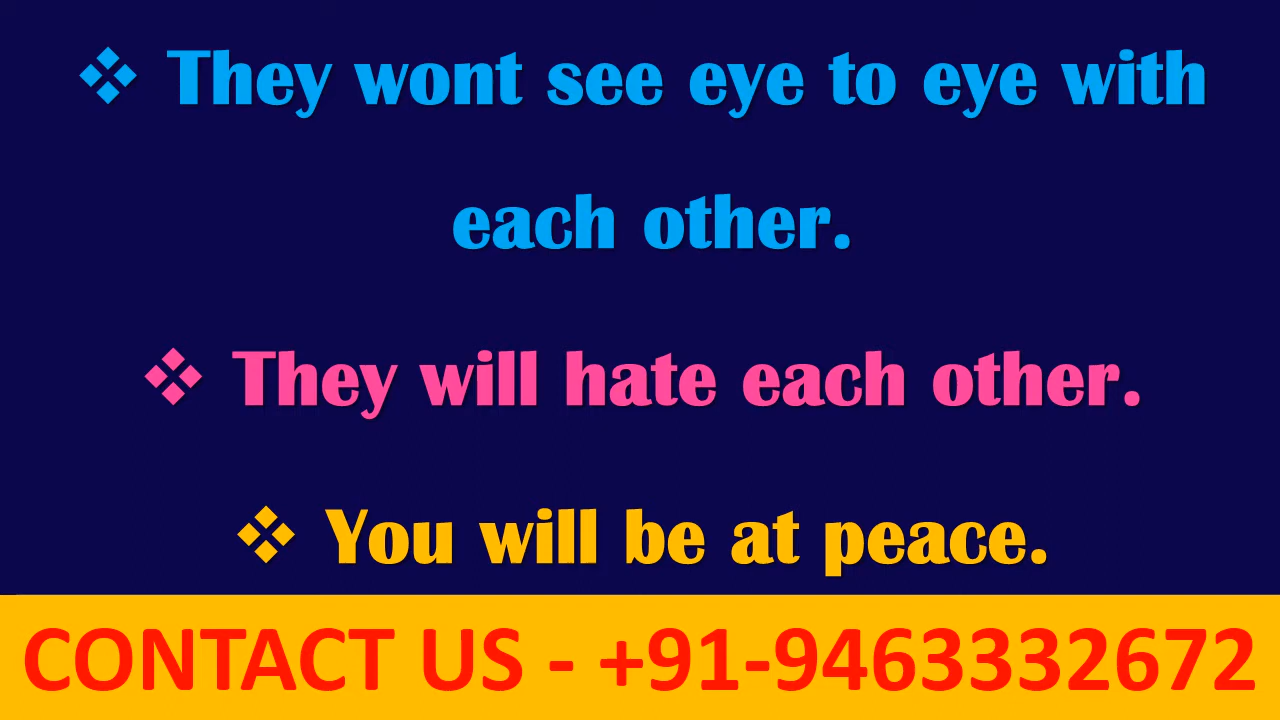 ❖ They wont see eye to eye with
each other.
❖ They will hate each other.
❖ You will be at peace.
CONTACT US - +91-9463332672